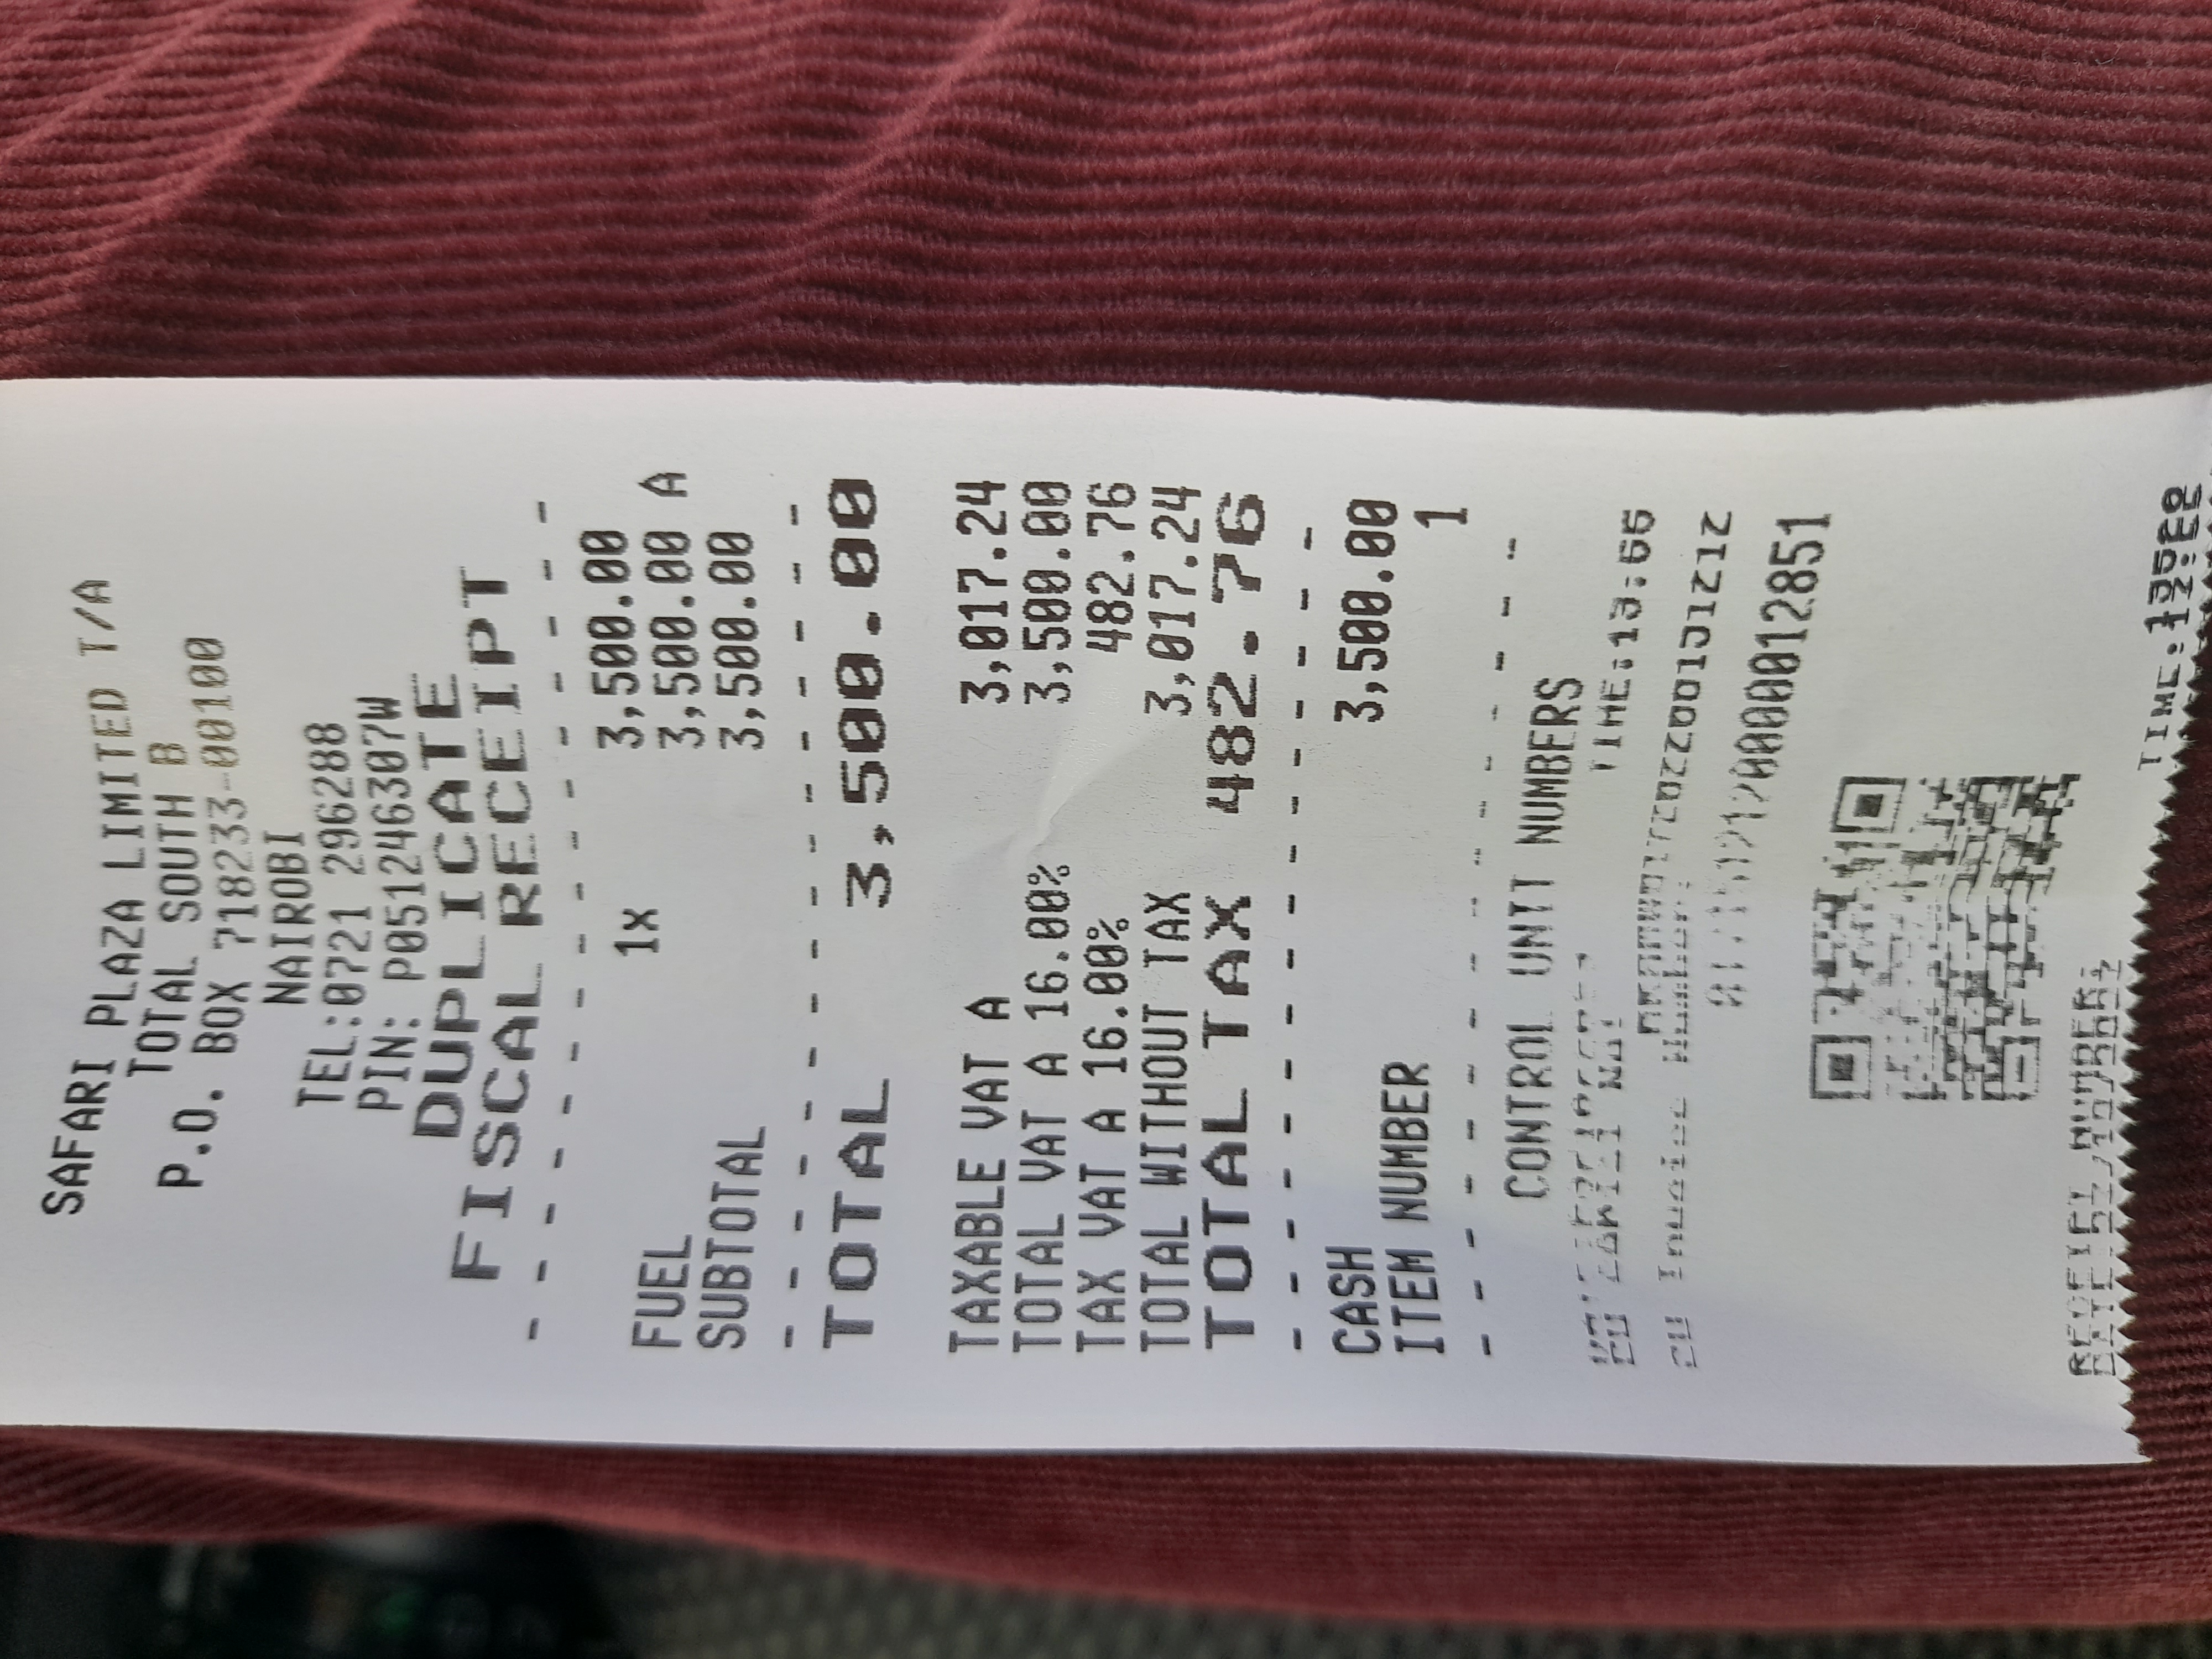 SAFARI PLAZA LIMITED T/A
TOTAL SOUTH B
P.O. BOX 718233-00100
NAIROBI
TEL:0721 296288
PIN: P051246307W
DUPLICATE
FISCAL RECEIPT
1x 3,500.00
FUEL 3,500.00 A
SUBTOTAL 3,500.00
TOTAL 3,500.00
TAXABLE VAT A 3,017.24
TOTAL VAT A 16.00% 3,500.00
TAX VAT A 16.00% 482.76
TOTAL WITHOUT TAX 3,017.24
TOTAL TAX 482.76
CASH 3,500.00
ITEM NUMBER 1
CONTROL UNIT NUMBERS